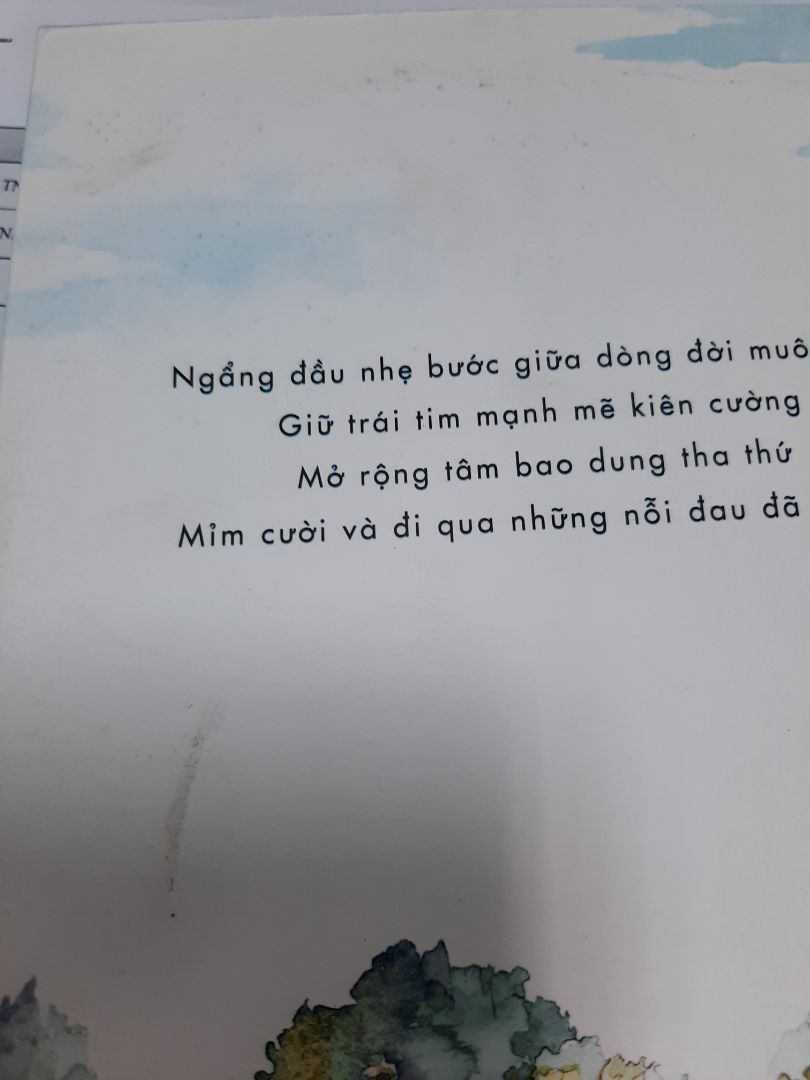 Ngẩng đầu nhẹ bước giữa dòng đời
Giữ trái tim mạnh mẽ kiên cường
Mở rộng tâm bao dung tha thứ
Mỉm cười và đi qua những nỗi đau đã